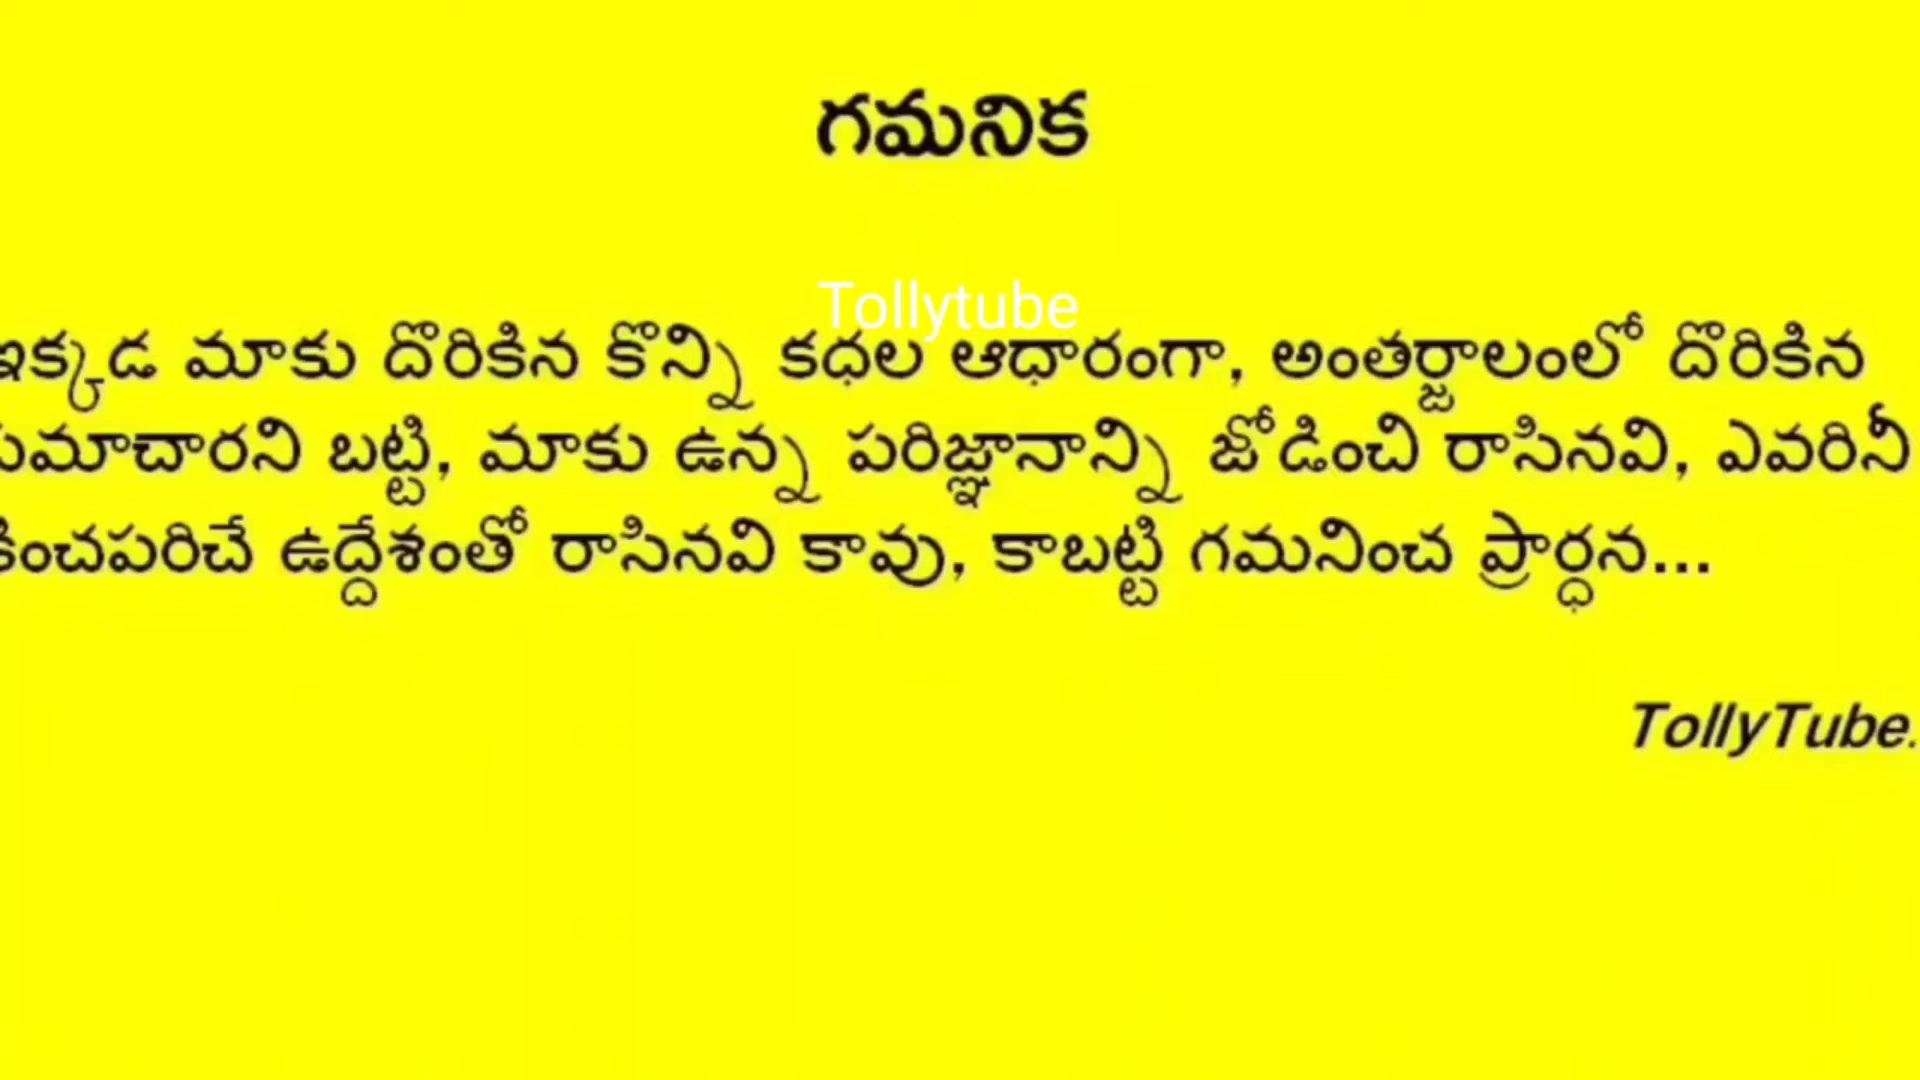 గమనిక
Tollytube
ఇక్కడ మాకు దొరికిన కొన్ని కధల ఆధారంగా, అంతర్జాలంలో దొరికిన
సమాచారని బట్టి, మాకు ఉన్న పరిజ్ఞానాన్ని జోడించి రాసినవి, ఎవరినీ
కించపరిచే ఉద్దేశంతో రాసినవి కావు, కాబట్టి గమనించ ప్రార్ధన...
TollyTube.